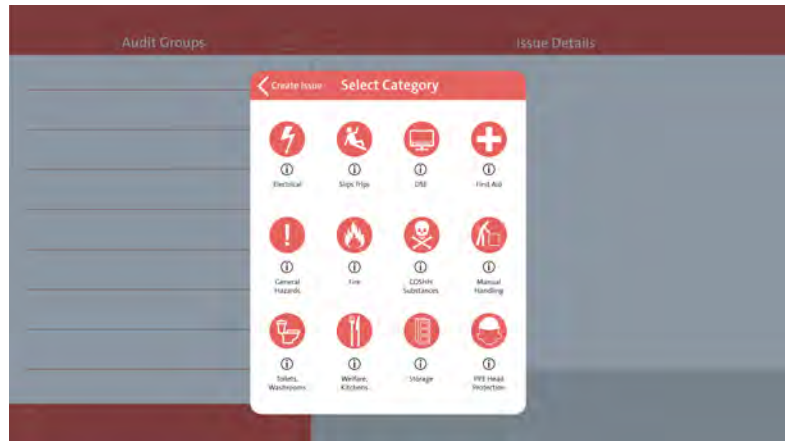 Audit Groups
Issue Details
Create Issue
Select Category
Electrical
Slips Trips
DSE
First Aid
General
Hazards
Fire
COSHH
Substances
Manual
Handling
Toilets,
Washrooms
Welfare,
Kitchens
Storage
PPE Head
Protection